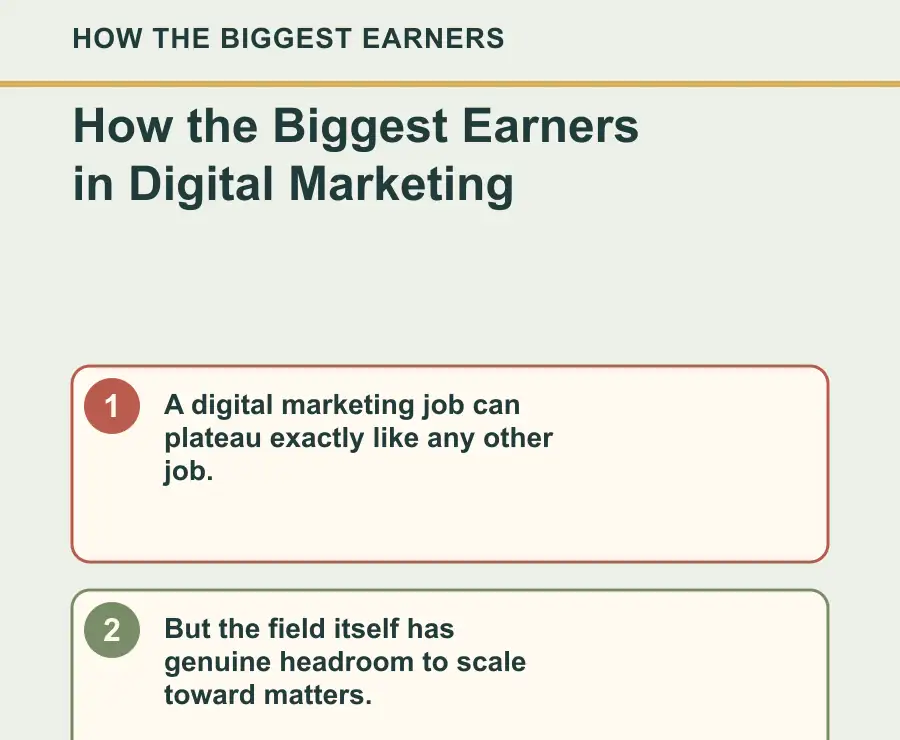 HOW THE BIGGEST EARNERS
How the Biggest Earners
in Digital Marketing
1
A digital marketing job can
plateau exactly like any other
job.
2
But the field itself has
genuine headroom to scale
toward matters.